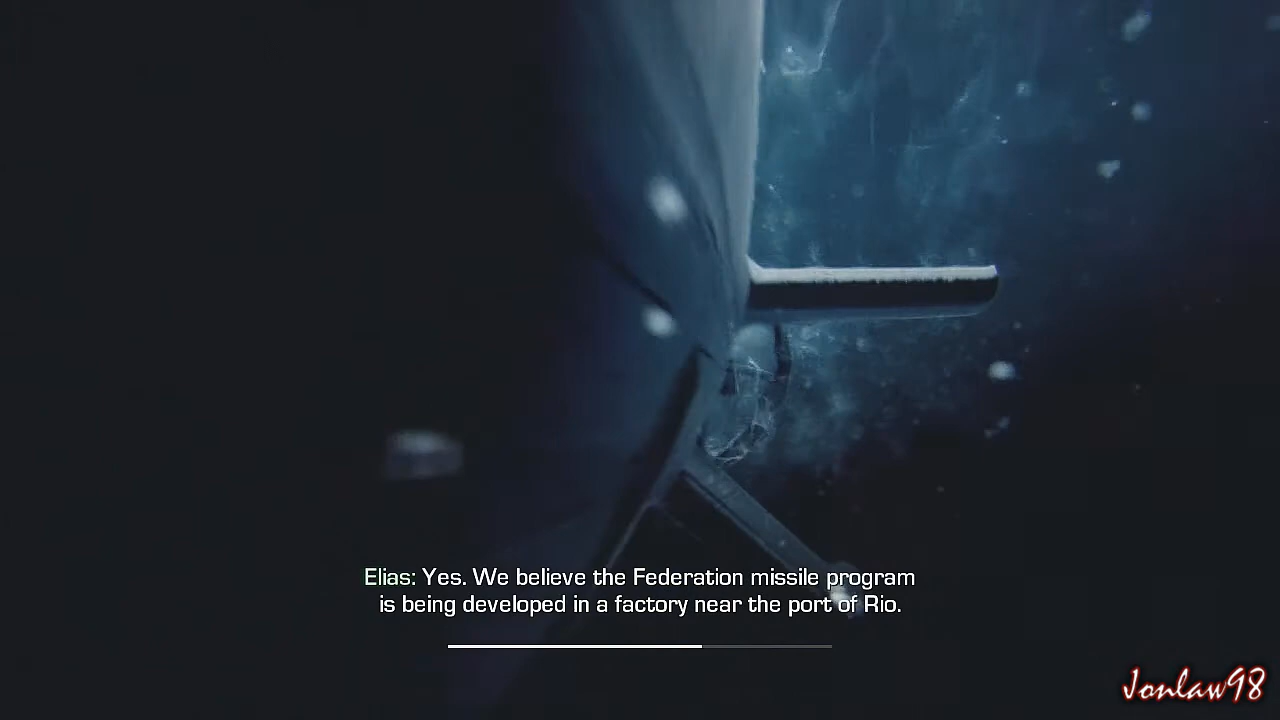 Elias: Yes. We believe the Federation missile program
is being developed in a factory near the port of Rio.
Jonlaw98